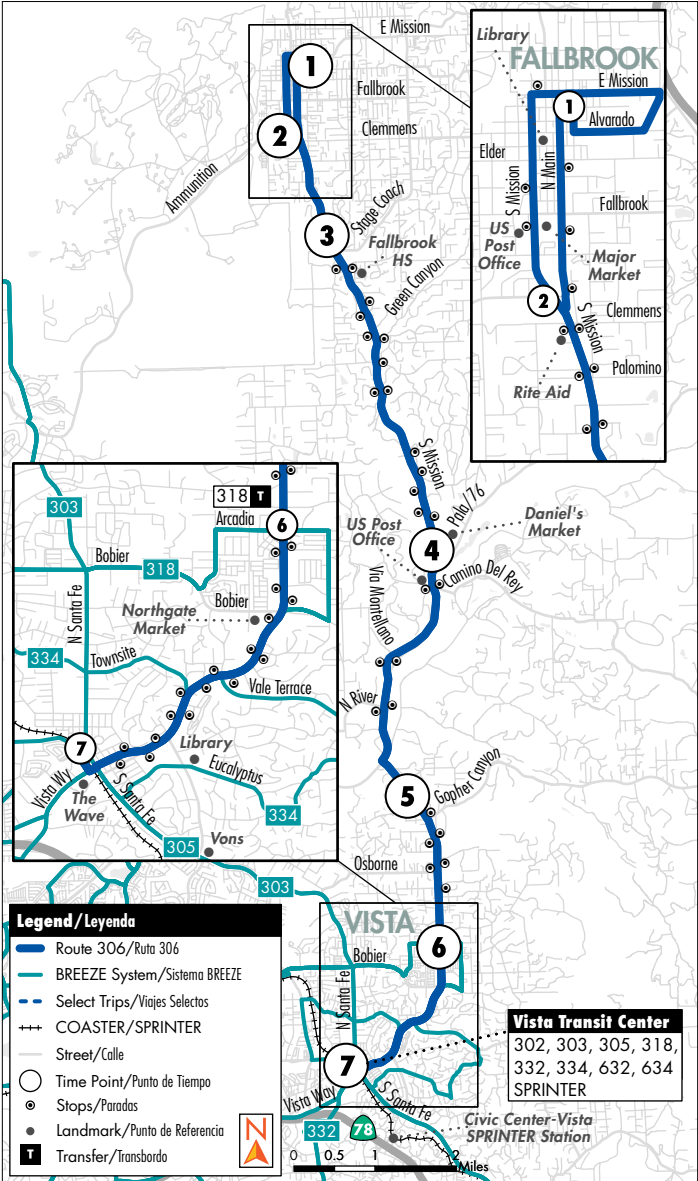 E Mission
1
Fallbrook
2
Clemmens
Ammunition
Stage Coach
3
Fallbrook
HS
Green Canyon
S Mission
Pala/76
Daniel's
Market
US Post
Office
4
Camino Del Rey
Via Montellano
N River
5
Gopher Canyon
Osborne
303
VISTA
6
Bobier
N Santa Fe
7
Vista Way
S Santa Fe
332
78
Civic Center-Vista
SPRINTER Station
0 0.5 1 2
Miles
Library
FALLBROOK
E Mission
1
Alvarado
Elder
S Mission
N Main
Fallbrook
US
Post
Office
Major
Market
2
S Mission
Clemmens
Palomino
Rite Aid
318 T
303
Arcadia
6
Bobier
318
Bobier
Northgate
Market
N Santa Fe
334
Townsite
Vale Terrace
7
Library
Eucalyptus
Vista Wy
S Santa Fe
The
Wave
334
305
Vons
Legend/Leyenda
Route 306/Ruta 306
BREEZE System/Sistema BREEZE
Select Trips/Viajes Selectos
COASTER/SPRINTER
Street/Calle
Time Point/Punto de Tiempo
Stops/Paradas
Landmark/Punto de Referencia
T Transfer/Transbordo
N
Vista Transit Center
302, 303, 305, 318,
332, 334, 632, 634
SPRINTER